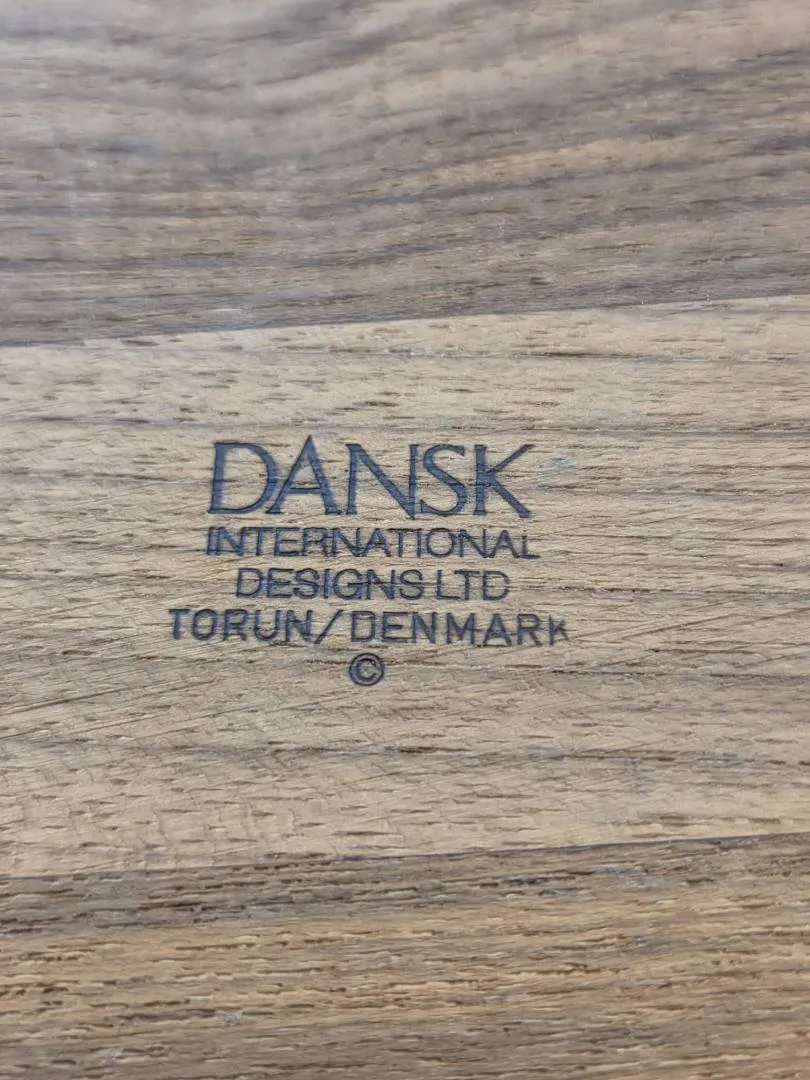 DANSK
INTERNATIONAL
DESIGNS LTD
TORUN/DENMARK
©